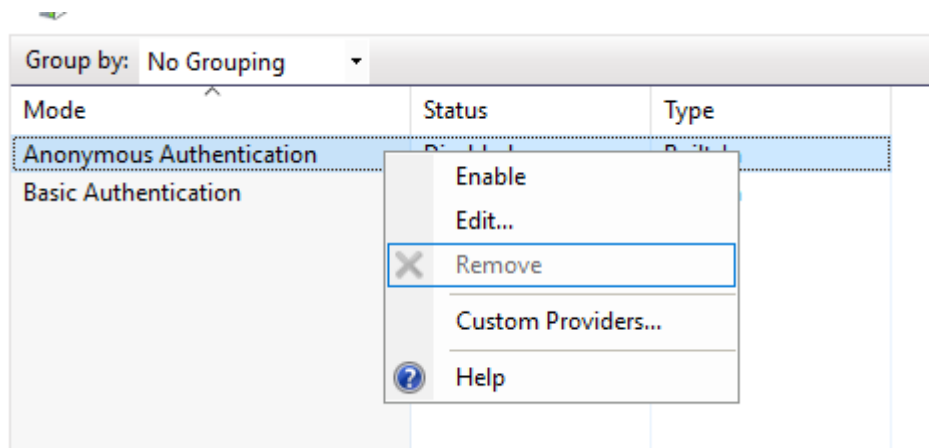 Group by: No Grouping
Mode Status Type
Anonymous Authentication
Basic Authentication
Enable
Edit...
Remove
Custom Providers...
Help